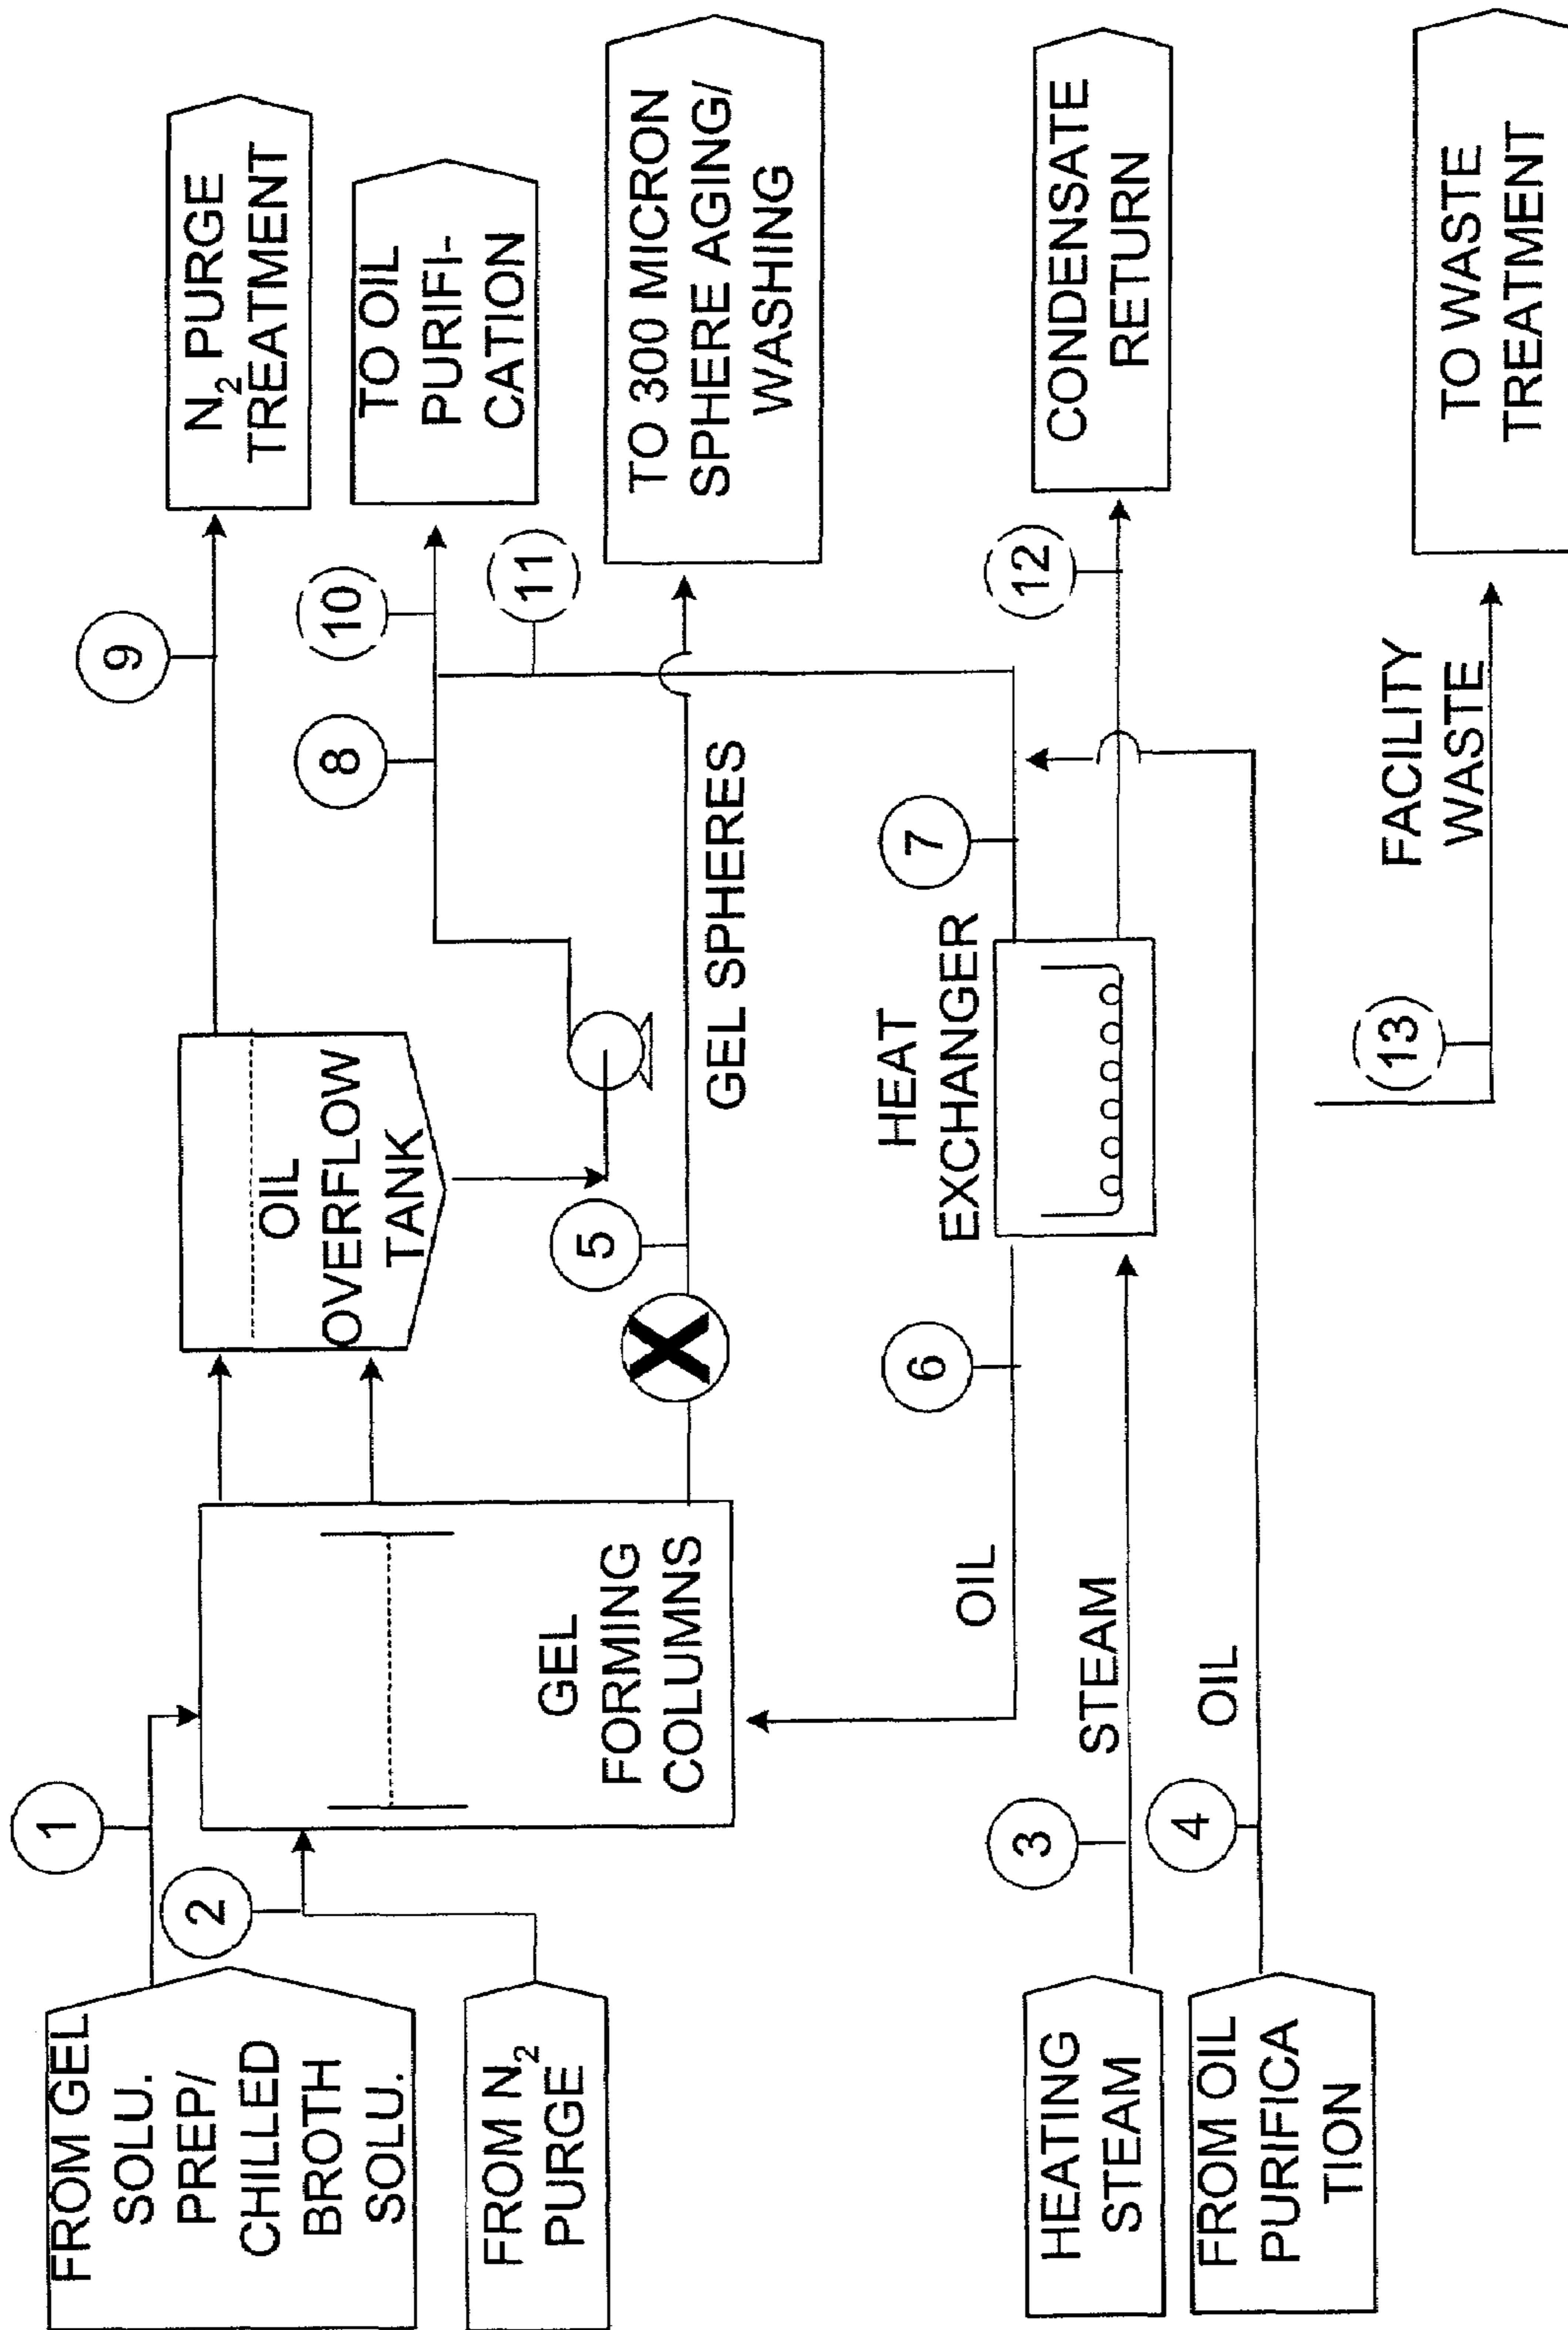 FROM GEL
SOLU.
PREP/
CHILLED
BROTH
SOLU.
FROM N₂
PURGE
HEATING
STEAM
FROM OIL
PURIFICA
TION
1
2
3
4
GEL
FORMING
COLUMNS
OIL
STEAM
OIL
6
5
OIL
OVERFLOW
TANK
HEAT
EXCHANGER
GEL SPHERES
7
8
9
10
11
12
13
FACILITY
WASTE
N₂ PURGE
TREATMENT
TO OIL
PURIFI-
CATION
TO 300 MICRON
SPHERE AGING/
WASHING
CONDENSATE
RETURN
TO WASTE
TREATMENT